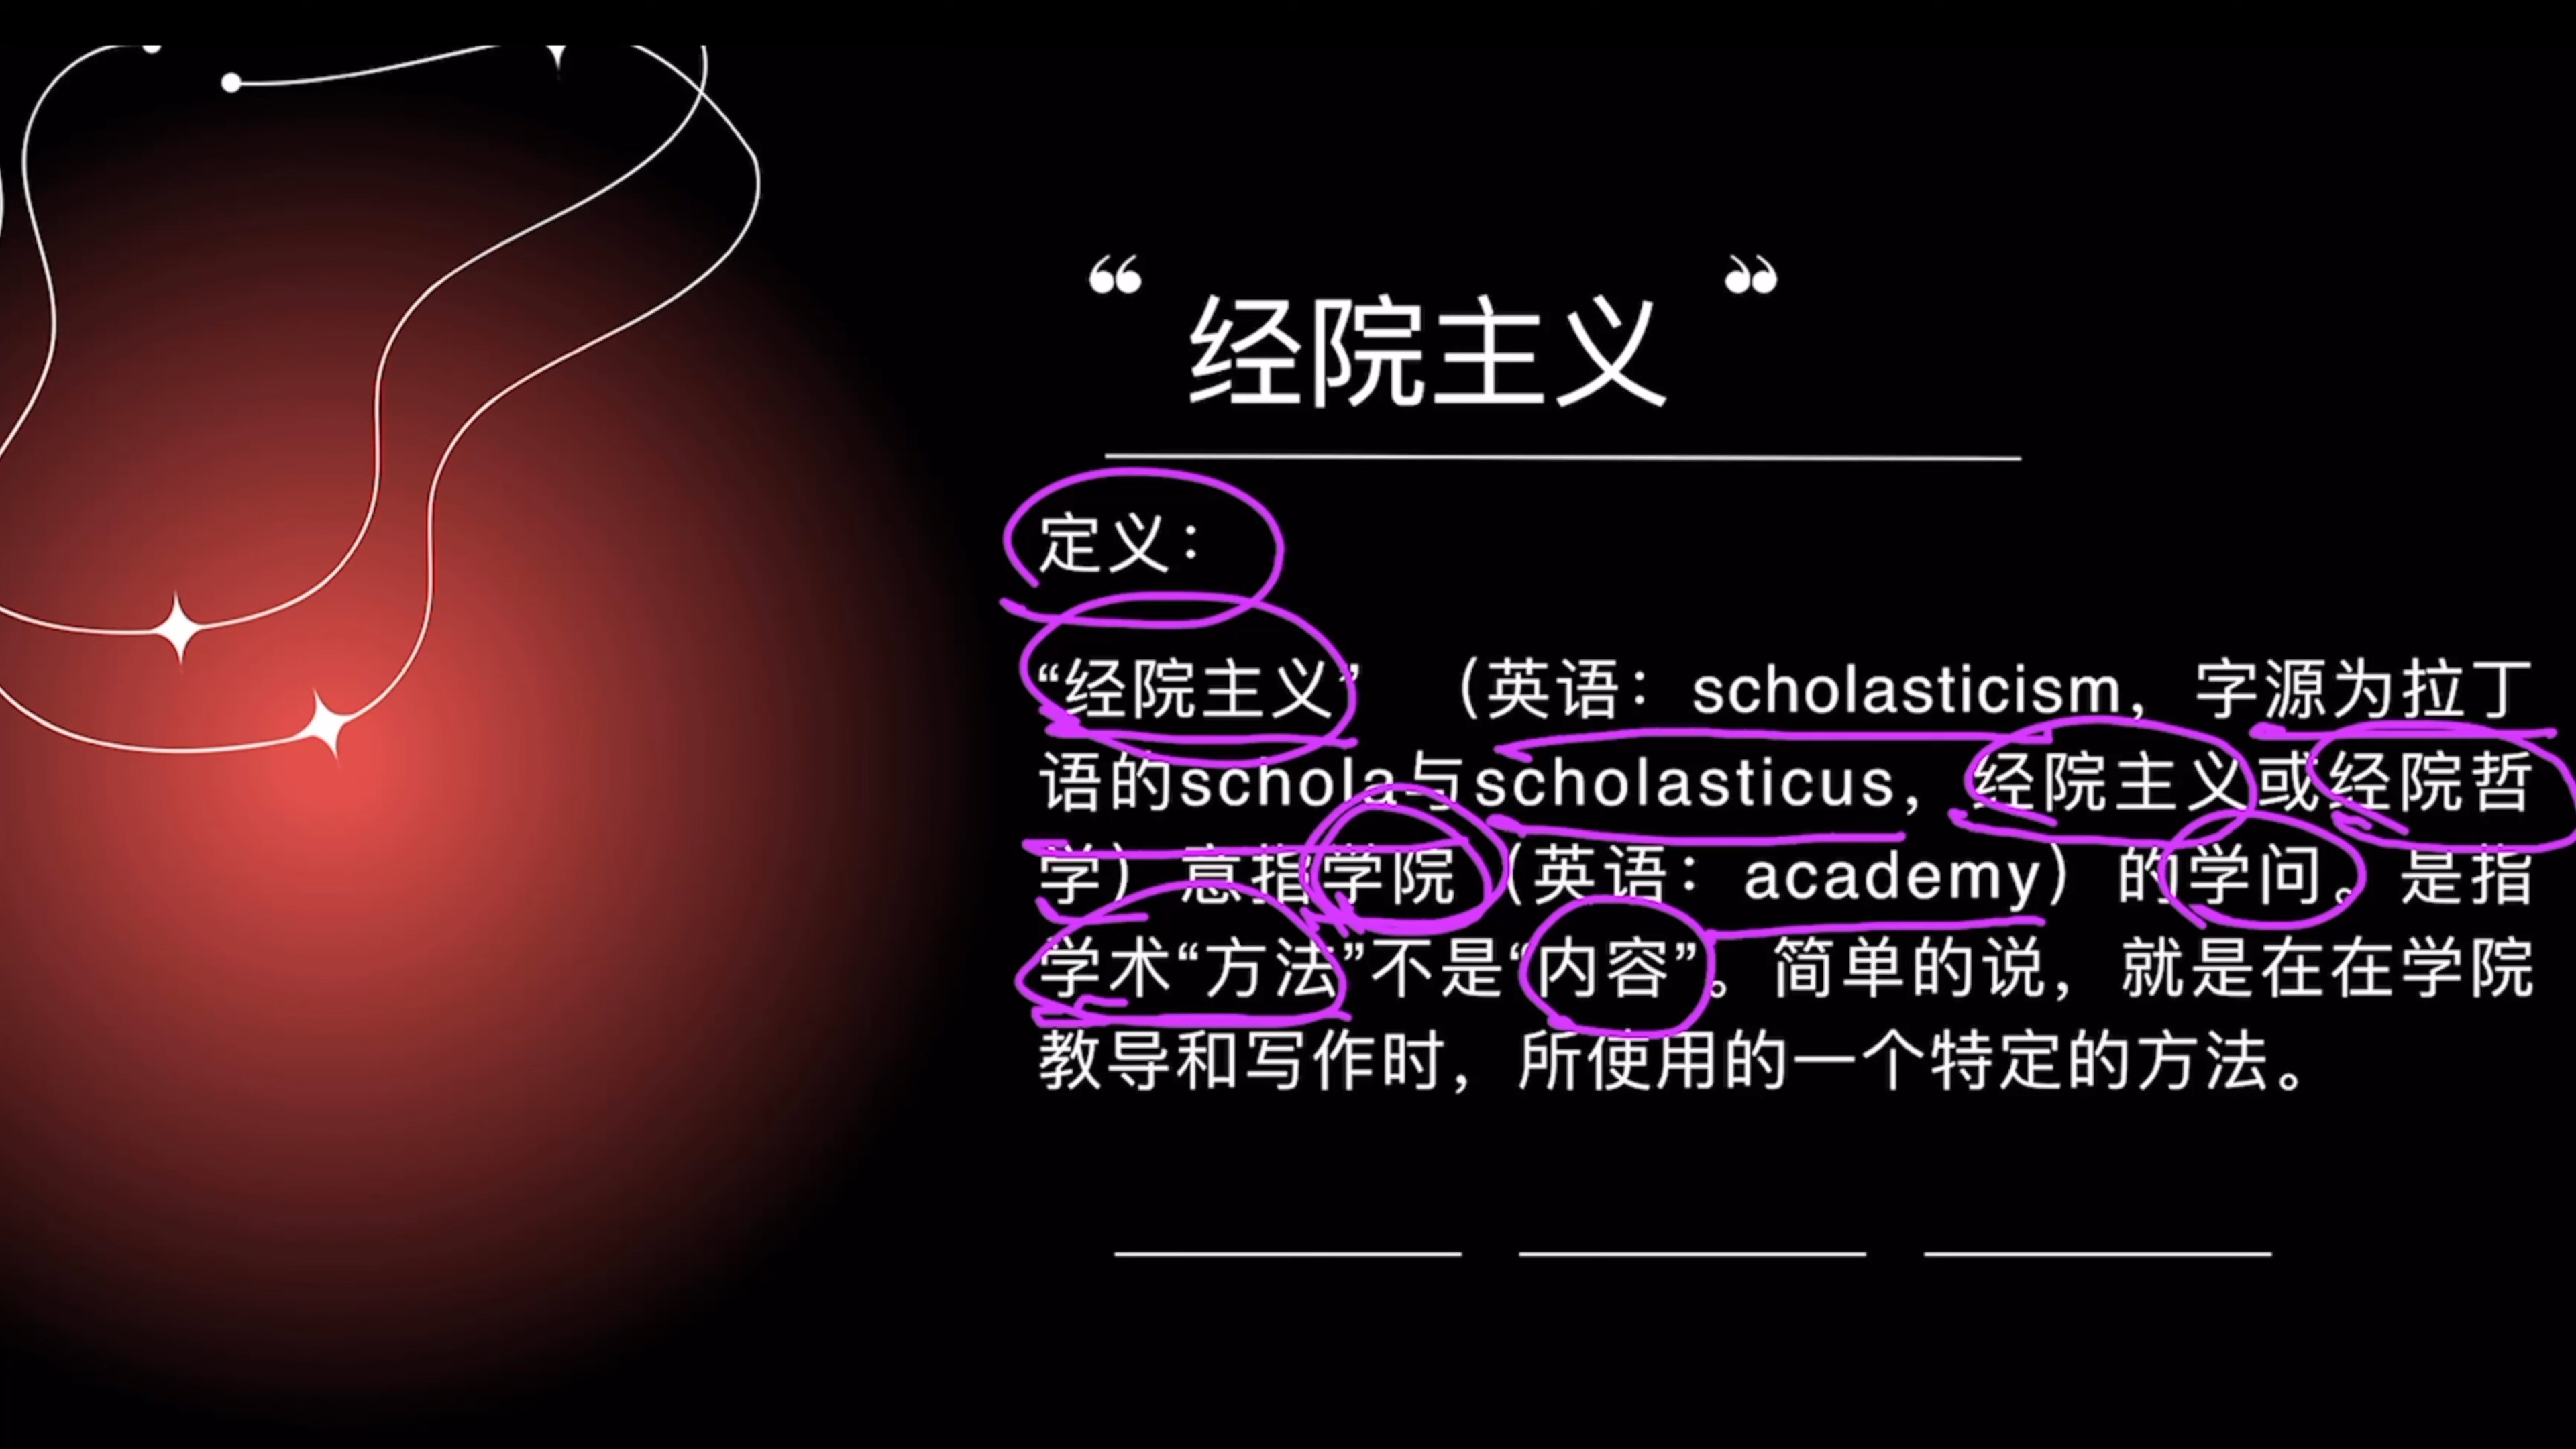 “经院主义”
定义：
“经院主义” （英语：scholasticism，字源为拉丁
语的schola与scholasticus，经院主义或经院哲
学）意指学院（英语：academy）的学问。是指
学术“方法”不是“内容”。简单的说，就是在在学院
教导和写作时，所使用的一个特定的方法。